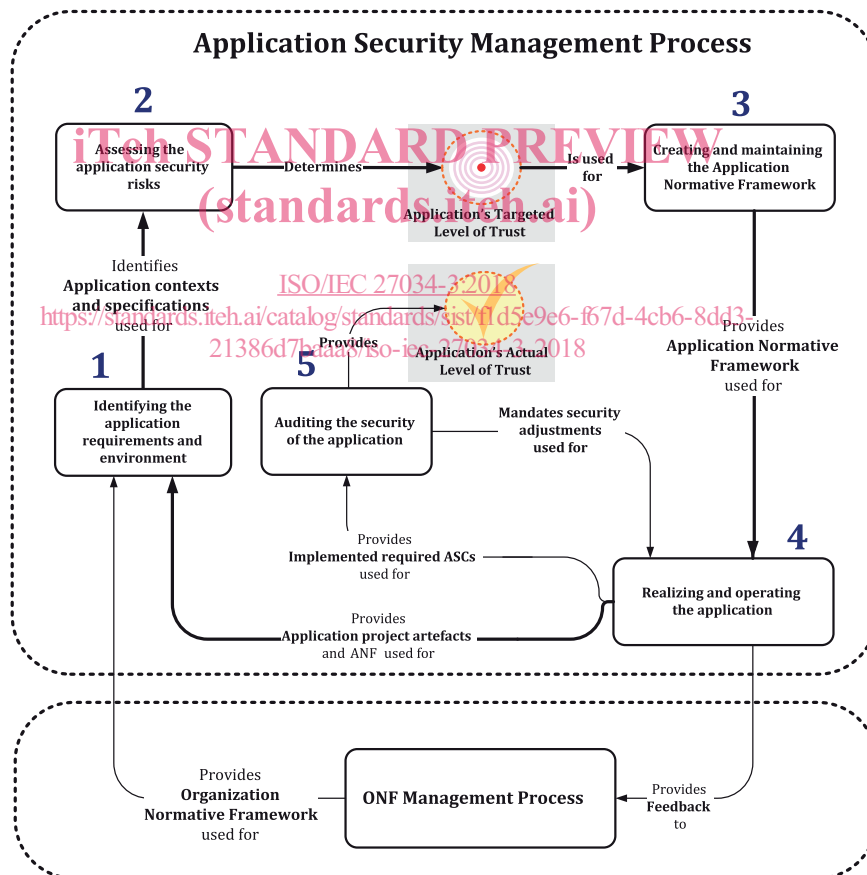 Application Security Management Process
2
3
iTeh STANDARD PREVIEW
(standards.iteh.ai)
Assessing the
application security
risks
Determines
Application's Targeted
Level of Trust
Is used
for
Creating and maintaining
the Application
Normative Framework
Identifies
Application contexts
and specifications
used for
ISO/IEC 27034-3:2018
https://standards.iteh.ai/catalog/standards/sist/f1d5e9e6-f67d-4cb6-8dd3-
Provides
Application's Actual
Level of Trust
Provides
Application Normative
Framework
used for
1
5
Identifying the
application
requirements and
environment
Auditing the security
of the application
Mandates security
adjustments
used for
Provides
Implemented required ASCs
used for
4
Realizing and operating
the application
Provides
Application project artefacts
and ANF used for
Provides
Organization
Normative Framework
used for
ONF Management Process
Provides
Feedback
to